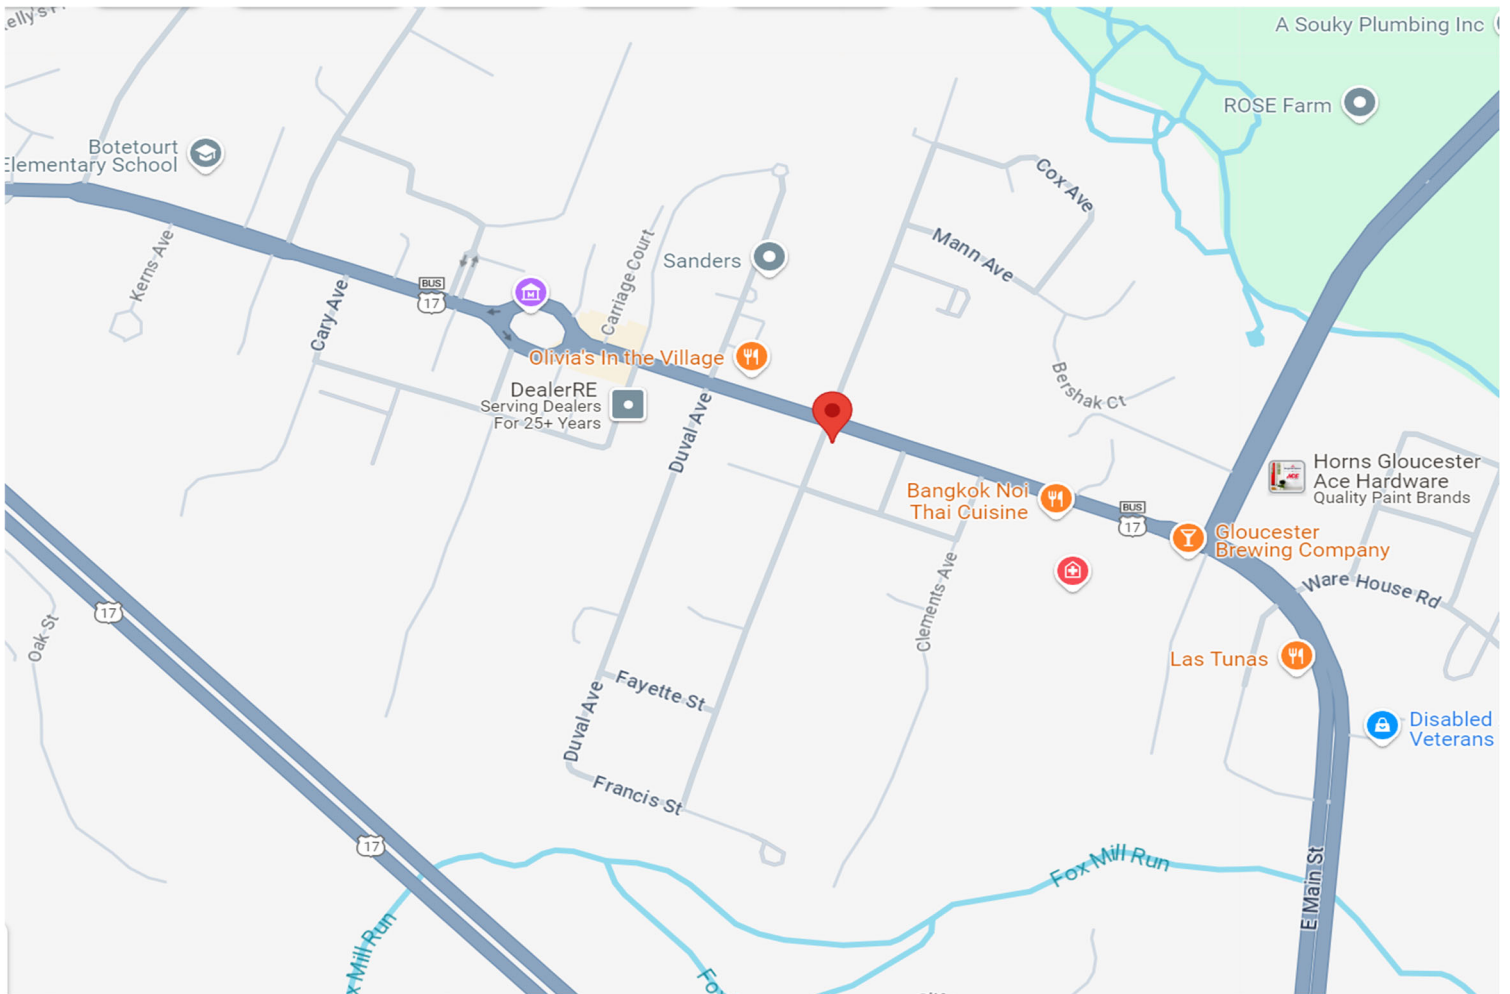 A Souky Plumbing Inc
ROSE Farm
Botetourt
Elementary School
Cox Ave
Mann Ave
Kerns Ave
Carriage Court
Sanders
BUS
17
Cary Ave
Olivia's In the Village
DealerRE
Serving Dealers
For 25+ Years
Duval Ave
Bershak Ct
Horns Gloucester
Ace Hardware
Quality Paint Brands
Bangkok Noi
Thai Cuisine
BUS
17
Gloucester
Brewing Company
Ware House Rd
17
Oak St
Clements Ave
Las Tunas
Fayette St
Duval Ave
Disabled
Veterans
Francis St
17
Fox Mill Run
E Main St
x Mill Run
Fo